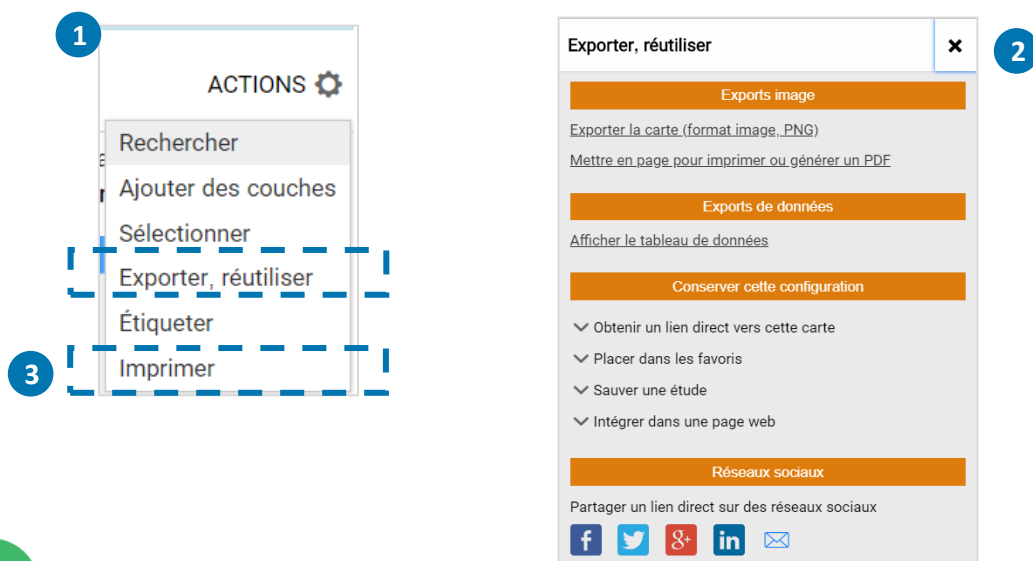 1
ACTIONS
Rechercher
Ajouter des couches
Sélectionner
Exporter, réutiliser
Étiqueter
3
Imprimer
Exporter, réutiliser
2
Exports image
Exporter la carte (format image, PNG)
Mettre en page pour imprimer ou générer un PDF
Exports de données
Afficher le tableau de données
Conserver cette configuration
Obtenir un lien direct vers cette carte
Placer dans les favoris
Sauver une étude
Intégrer dans une page web
Réseaux sociaux
Partager un lien direct sur des réseaux sociaux
f
8+
in